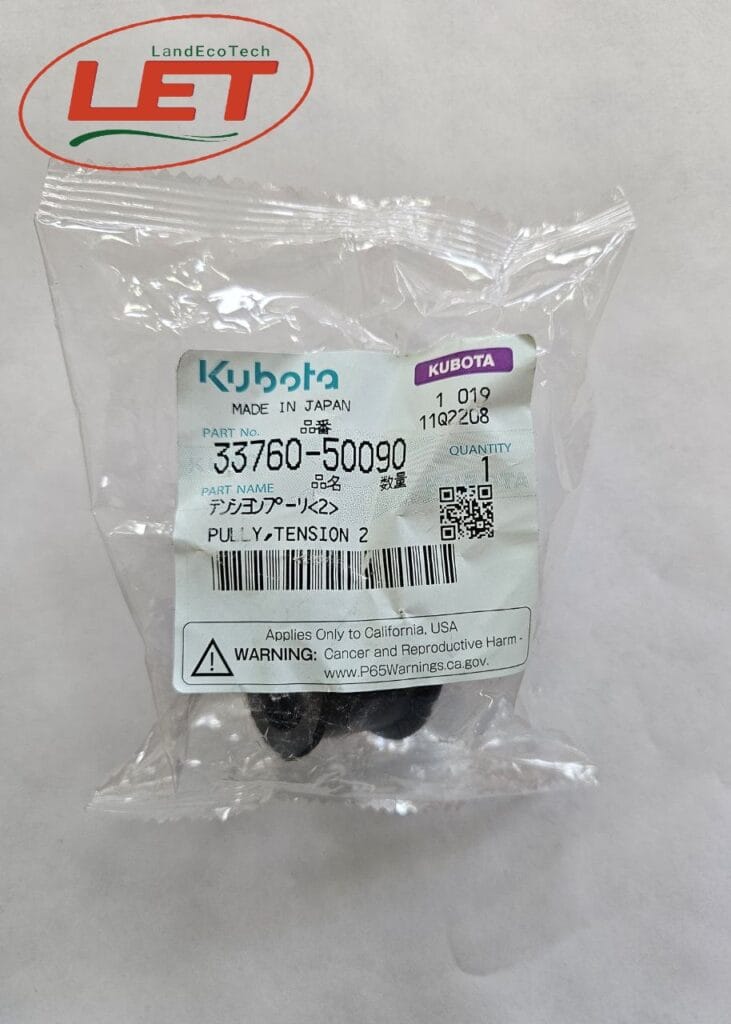 LandEcoTech
LET
Kubota
KUBOTA
MADE IN JAPAN
1 019
11Q2208
PART No.
品番
33760-50090
QUANTITY
1
PART NAME
品名
数量
テンシヨンプーリ<2>
PULLY,TENSION 2
Applies Only to California, USA
WARNING: Cancer and Reproductive Harm -
www.P65Warnings.ca.gov.